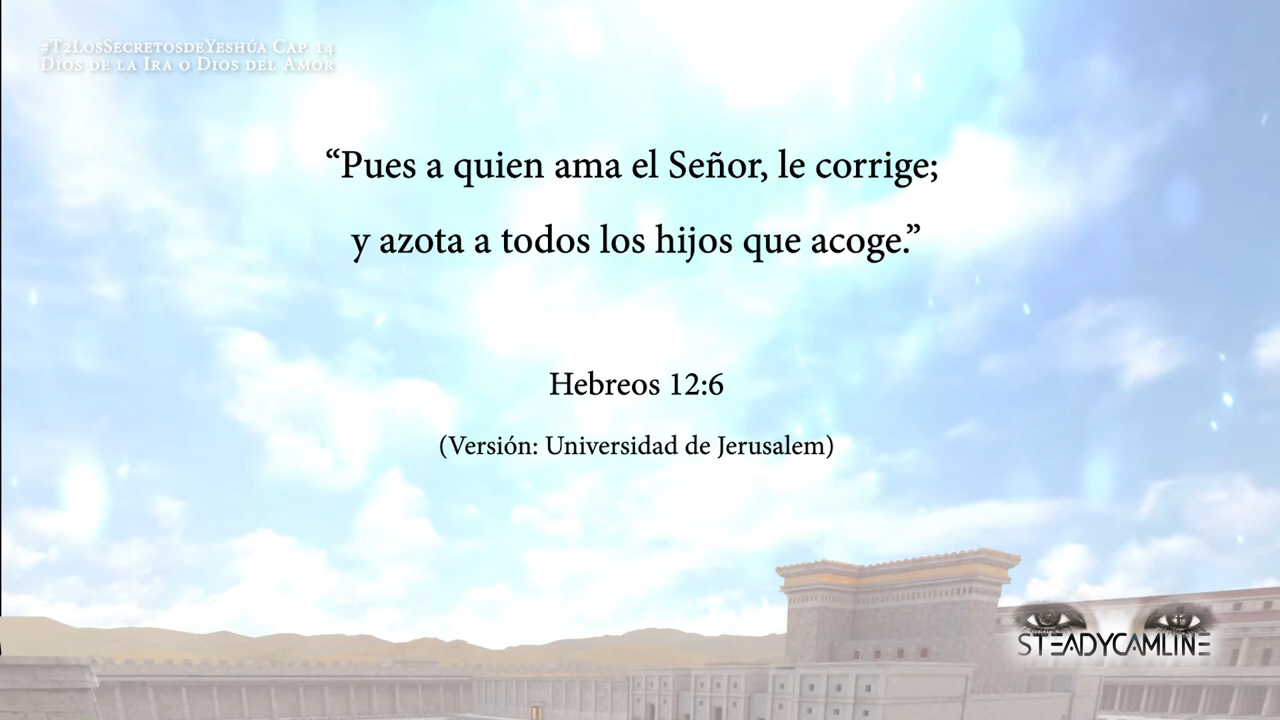 #T2LosSecretosdeYeshúa Cap. 14
Dios de la Ira o Dios del Amor
“Pues a quien ama el Señor, le corrige;
y azota a todos los hijos que acoge.”
Hebreos 12:6
(Versión: Universidad de Jerusalem)
STEADYCAMLINE